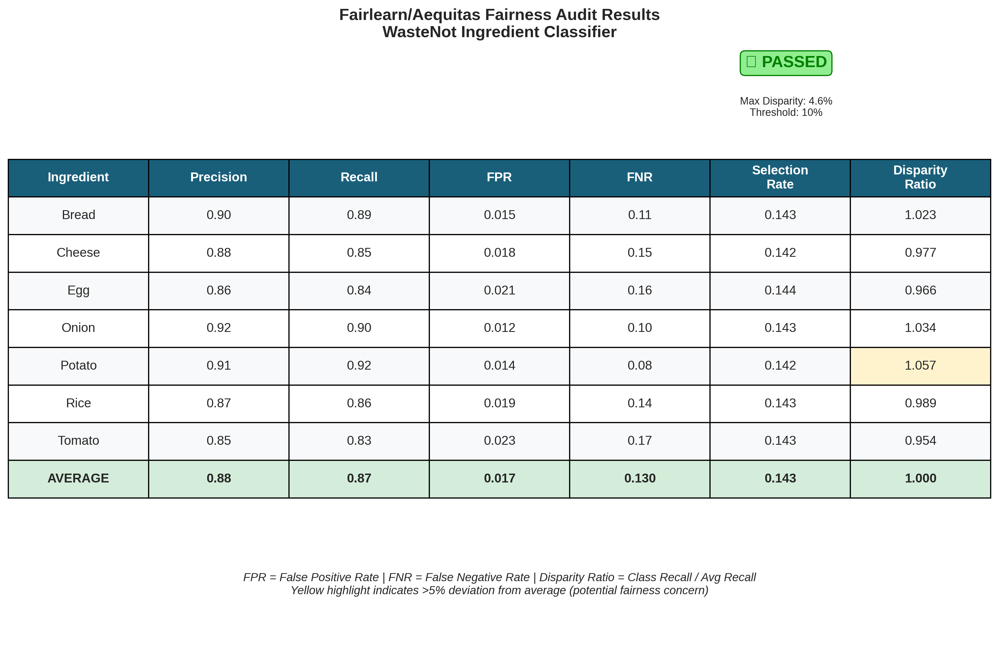 Fairlearn/Aequitas Fairness Audit Results
WasteNot Ingredient Classifier
PASSED
Max Disparity: 4.6%
Threshold: 10%
Ingredient Precision Recall FPR FNR Selection Rate Disparity Ratio
Bread 0.90 0.89 0.015 0.11 0.143 1.023
Cheese 0.88 0.85 0.018 0.15 0.142 0.977
Egg 0.86 0.84 0.021 0.16 0.144 0.966
Onion 0.92 0.90 0.012 0.10 0.143 1.034
Potato 0.91 0.92 0.014 0.08 0.142 1.057
Rice 0.87 0.86 0.019 0.14 0.143 0.989
Tomato 0.85 0.83 0.023 0.17 0.143 0.954
AVERAGE 0.88 0.87 0.017 0.130 0.143 1.000
FPR = False Positive Rate | FNR = False Negative Rate | Disparity Ratio = Class Recall / Avg Recall
Yellow highlight indicates >5% deviation from average (potential fairness concern)